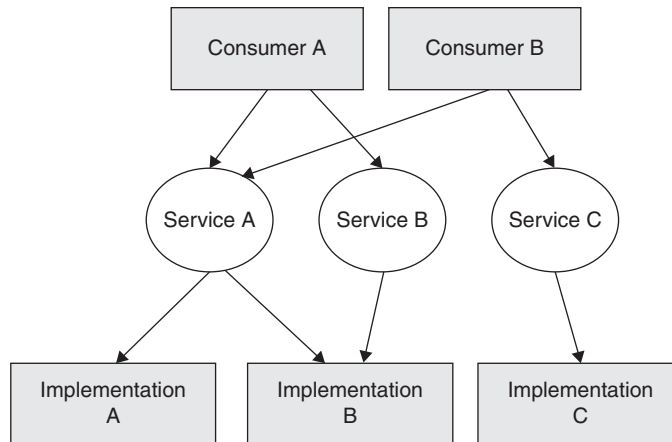 Consumer A
Consumer B
Service A
Service B
Service C
Implementation
A
Implementation
B
Implementation
C